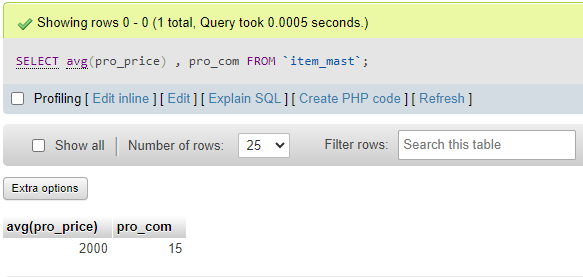 Showing rows 0 - 0 (1 total, Query took 0.0005 seconds.)
SELECT avg(pro_price) , pro_com FROM `item_mast`;
Profiling [ Edit inline ] [ Edit ] [ Explain SQL ] [ Create PHP code ] [ Refresh ]
Show all Number of rows: 25 Filter rows: Search this table
Extra options
avg(pro_price) pro_com
2000 15